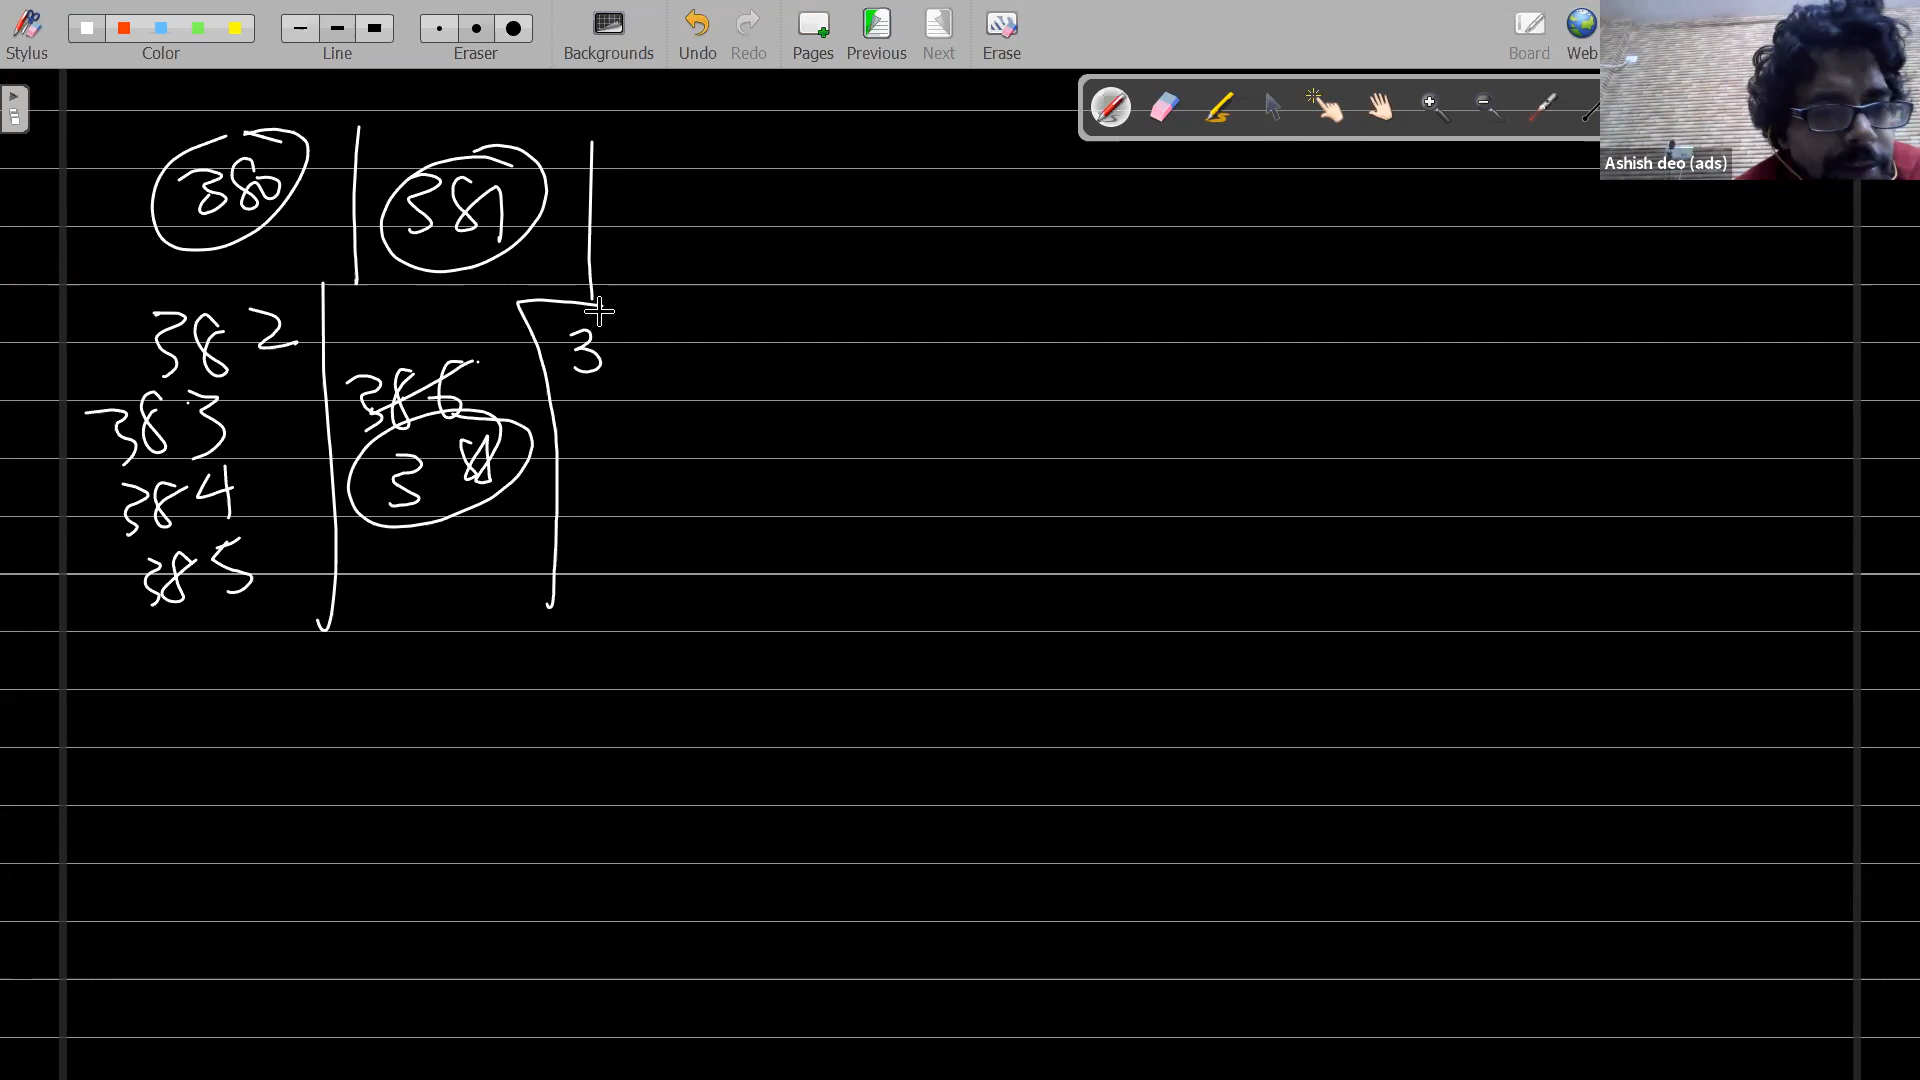 Stylus
Color
Line
Eraser
Backgrounds
Undo
Redo
Pages
Previous
Next
Erase
Board
Web
Ashish deo (ads)
380 381
382
383
384
385
386
3
3